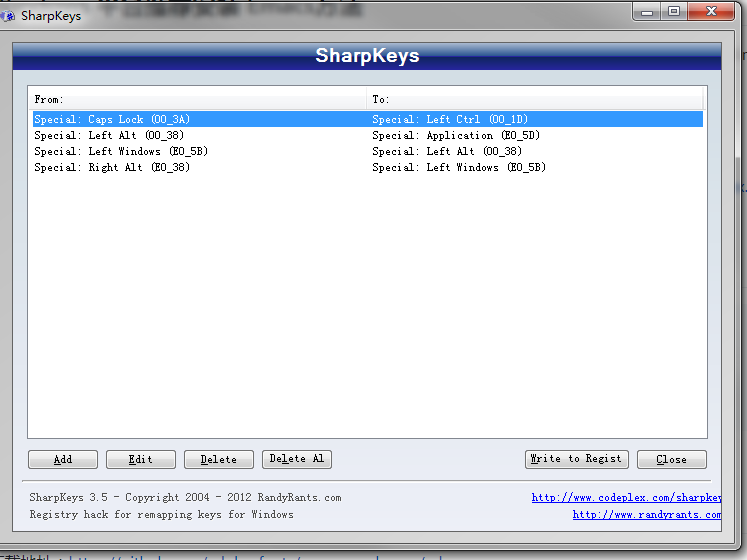 SharpKeys
SharpKeys
From: To:
Special: Caps Lock (00_3A) Special: Left Ctrl (00_1D)
Special: Left Alt (00_38) Special: Application (E0_5D)
Special: Left Windows (E0_5B) Special: Left Alt (00_38)
Special: Right Alt (E0_38) Special: Left Windows (E0_5B)
Add Edit Delete Delete Al Write to Regist Close
SharpKeys 3.5 - Copyright 2004 - 2012 RandyRants.com http://www.codeplex.com/sharpkey
Registry hack for remapping keys for Windows http://www.randyrants.com